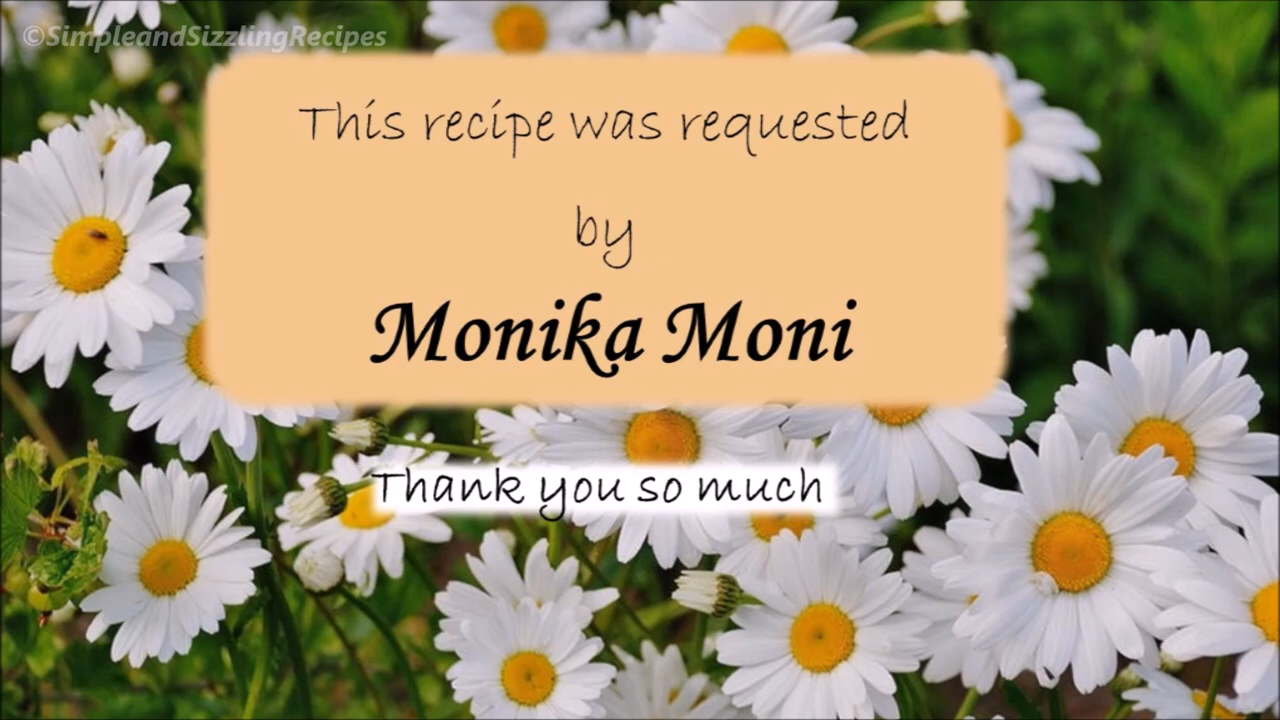 ©SimpleandSizzlingRecipes
This recipe was requested
by
Monika Moni
Thank you so much